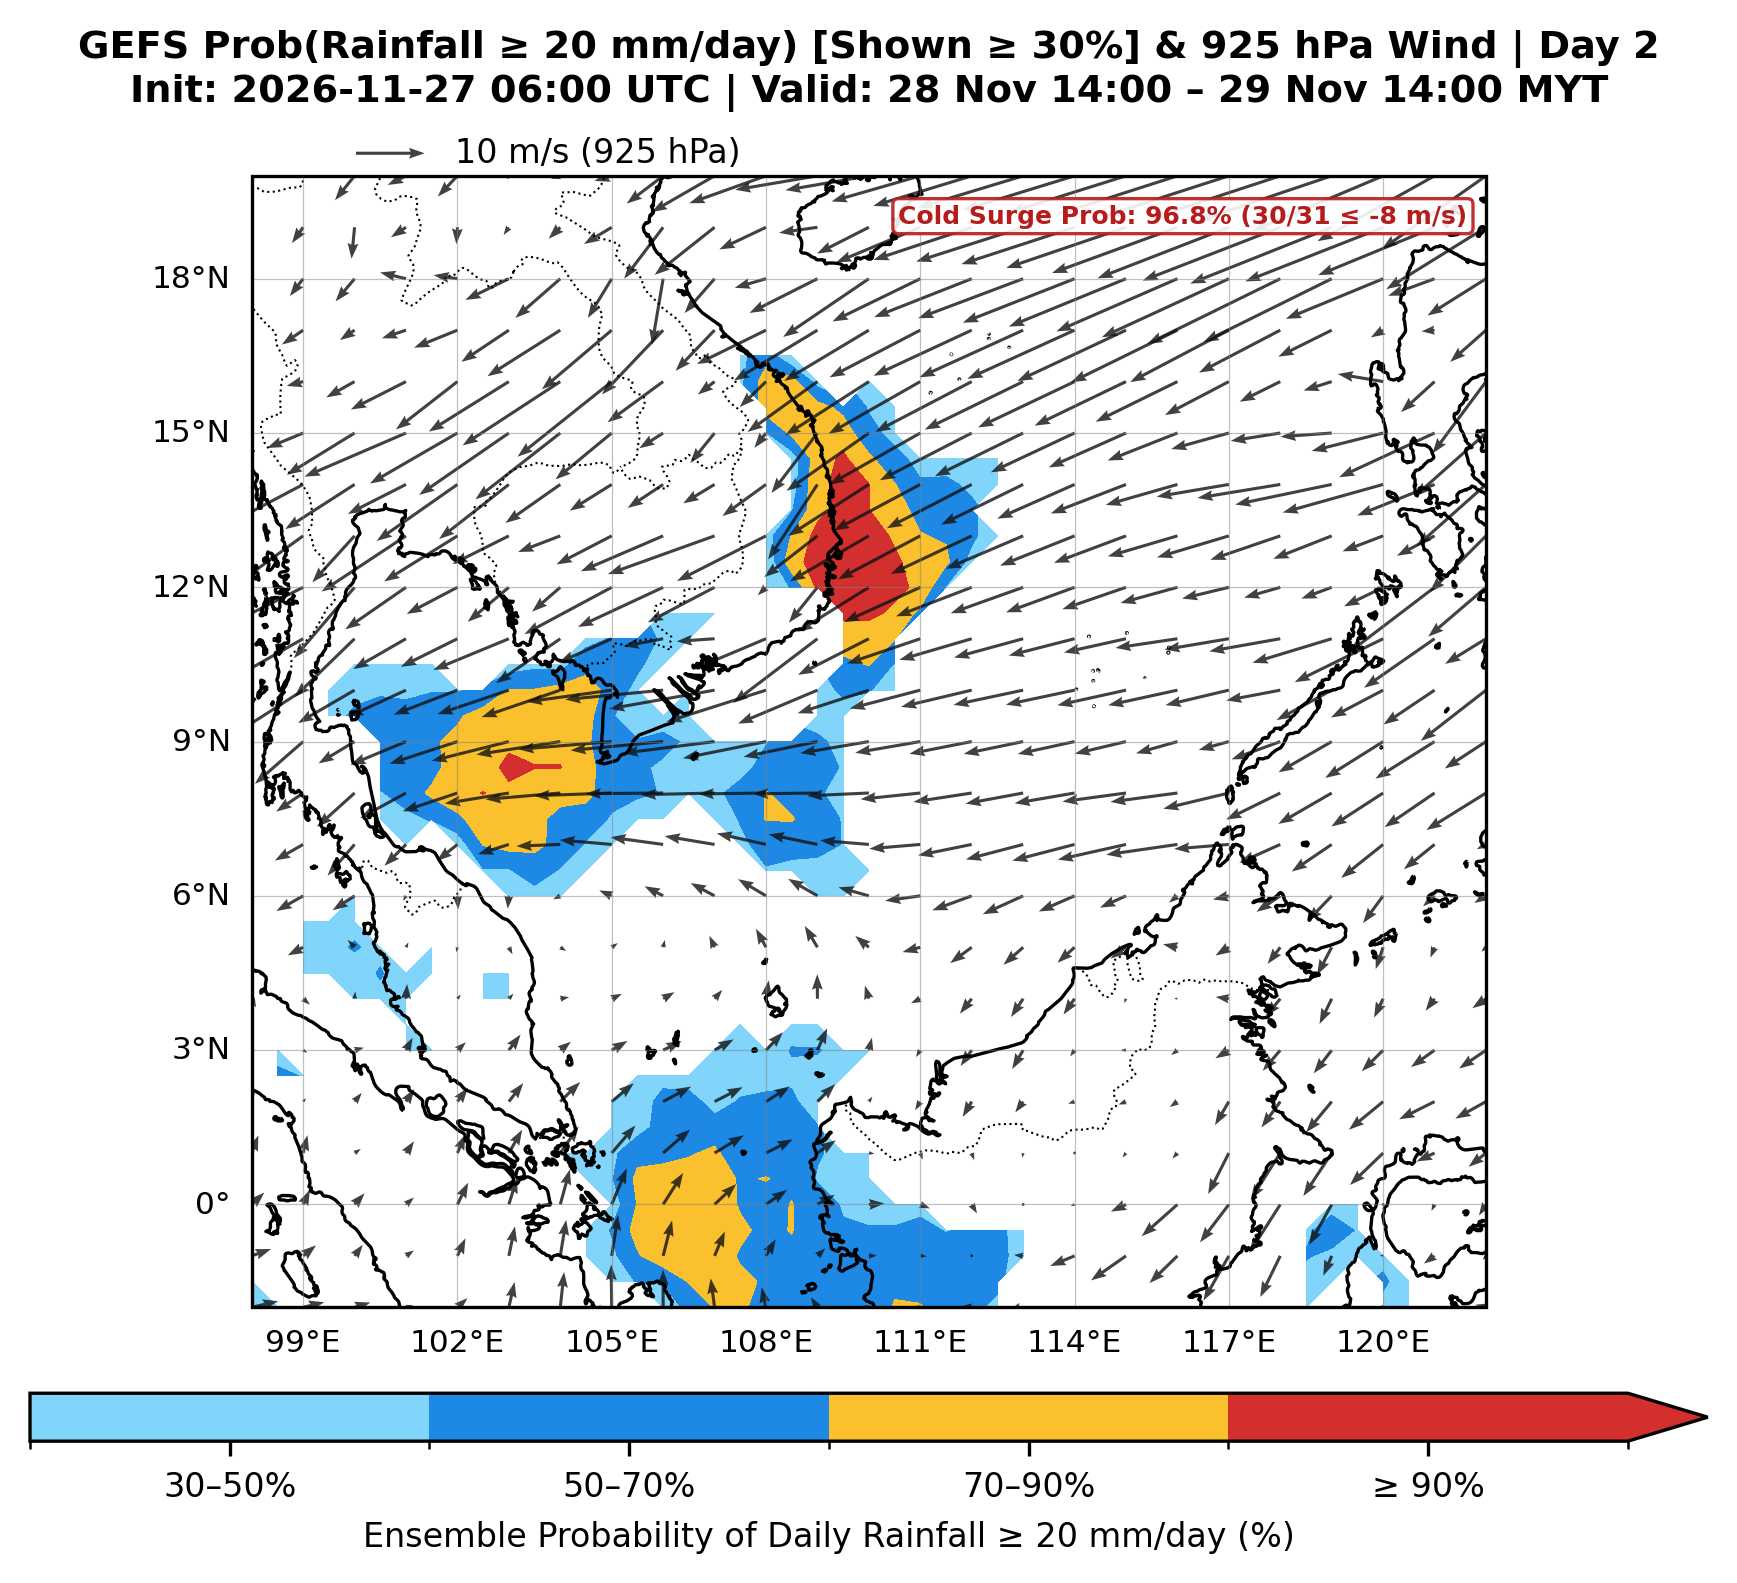 GEFS Prob(Rainfall ≥ 20 mm/day) [Shown ≥ 30%] & 925 hPa Wind | Day 2
Init: 2026-11-27 06:00 UTC | Valid: 28 Nov 14:00 – 29 Nov 14:00 MYT
10 m/s (925 hPa)
Cold Surge Prob: 96.8% (30/31 ≤ -8 m/s)
18°N
15°N
12°N
9°N
6°N
3°N
0°
99°E 102°E 105°E 108°E 111°E 114°E 117°E 120°E
30–50% 50–70% 70–90% ≥ 90%
Ensemble Probability of Daily Rainfall ≥ 20 mm/day (%)